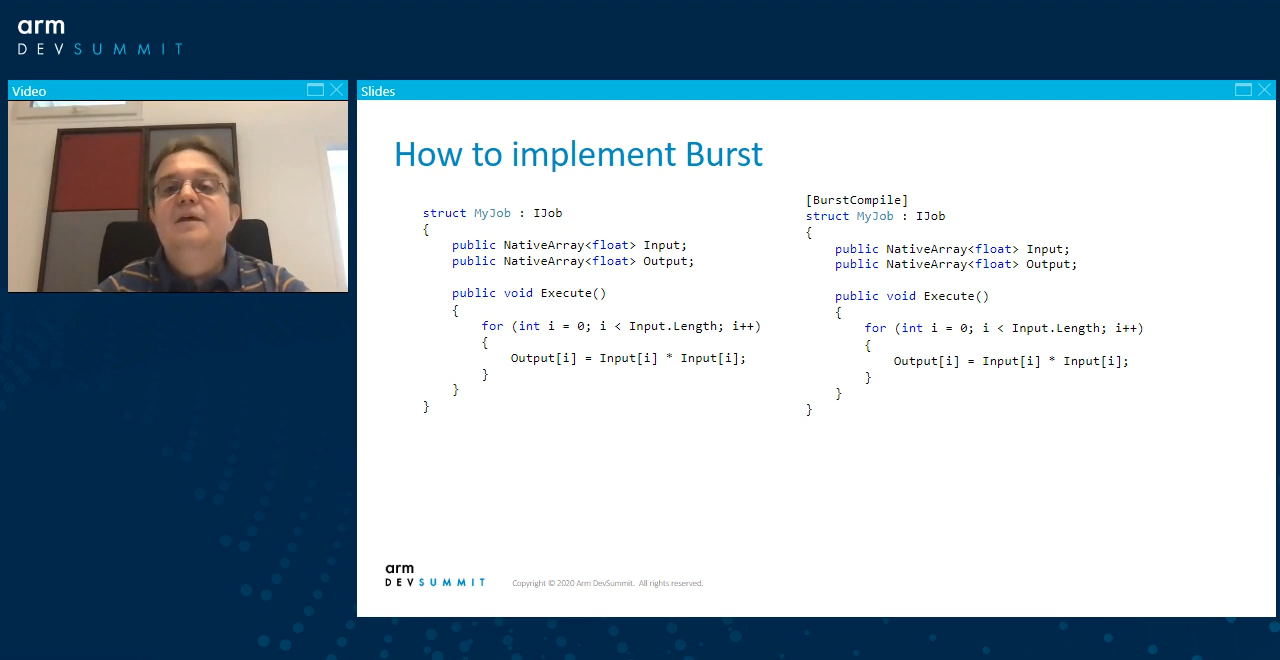 arm
DEVSUMMIT
Video
Slides
How to implement Burst
struct MyJob : IJob
{
public NativeArray<float> Input;
public NativeArray<float> Output;
public void Execute()
{
for (int i = 0; i < Input.Length; i++)
{
Output[i] = Input[i] * Input[i];
}
}
}
[BurstCompile]
struct MyJob : IJob
{
public NativeArray<float> Input;
public NativeArray<float> Output;
public void Execute()
{
for (int i = 0; i < Input.Length; i++)
{
Output[i] = Input[i] * Input[i];
}
}
}
arm
DEVSUMMIT
Copyright © 2020 Arm DevSummit. All rights reserved.